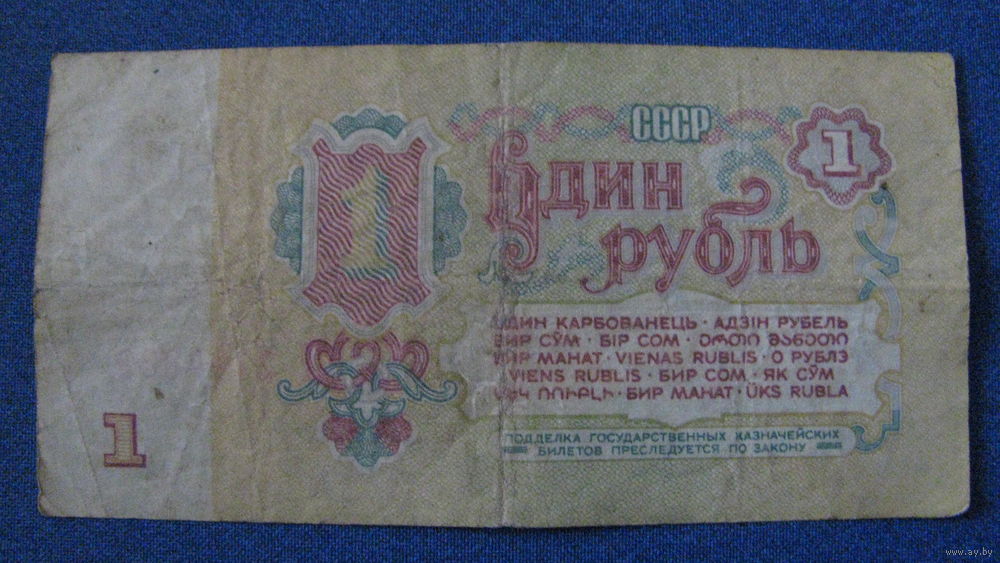 СССР
1
1
Один
рубль
ОДИН КАРБОВАНЕЦЬ · АДЗІН РУБЕЛЬ
БИР СЎМ · БІР СОМ · ᲔᲠᲗᲘ ᲛᲐᲜᲔᲗᲘ
БИР МАНАТ · VIENAS RUBLIS · О РУБЛЭ
VIENS RUBLIS · БИР СОМ · ЯК СЎМ
ՄԵԿ ՌՈՒԲԼԻ · БИР МАНАТ · ÜKS RUBLA
1
ПОДДЕЛКА ГОСУДАРСТВЕННЫХ КАЗНАЧЕЙСКИХ
БИЛЕТОВ ПРЕСЛЕДУЕТСЯ ПО ЗАКОНУ
www.ay.by